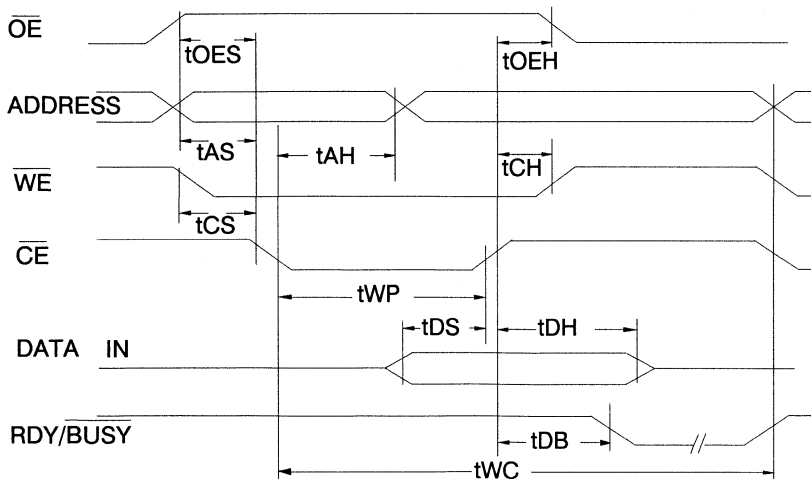 OE
tOES
tOEH
ADDRESS
tAS
tAH
tCH
WE
tCS
CE
tWP
tDS
tDH
DATA IN
RDY/BUSY
tDB
tWC